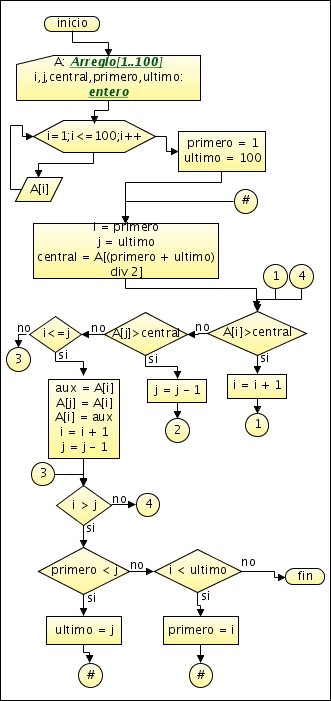 inicio
A: Arreglo[1..100]
i,j,central,primero,ultimo:
entero
i=1;i<=100;i++
primero = 1
ultimo = 100
A[i]
#
i = primero
j = ultimo
central = A[(primero + ultimo)
div 2]
1
4
no
i<=j
no
A[j]>central
no
A[i]>central
3
si
si
si
aux = A[i]
A[j] = A[i]
A[i] = aux
i = i + 1
j = j - 1
j = j - 1
i = i + 1
2
1
3
i > j
no
4
si
primero < j
no
i < ultimo
no
fin
si
si
ultimo = j
primero = i
#
#